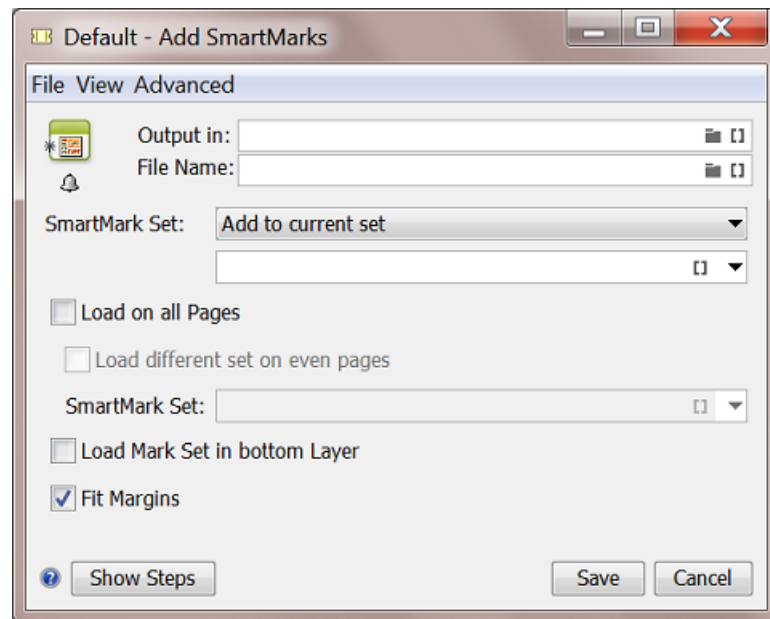 Default - Add SmartMarks
File View Advanced
Output in:
File Name:
SmartMark Set: Add to current set
Load on all Pages
Load different set on even pages
SmartMark Set:
Load Mark Set in bottom Layer
Fit Margins
Show Steps Save Cancel